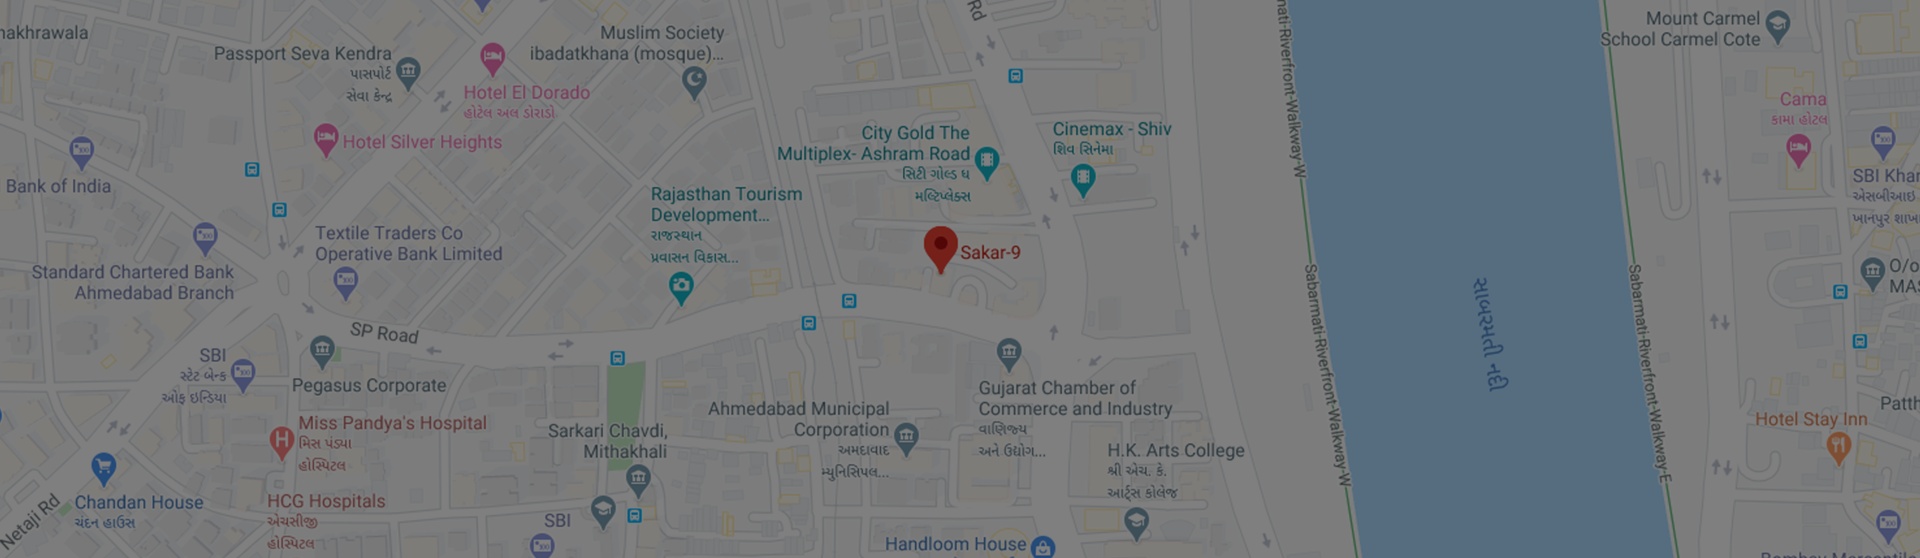 nakhrawala
Passport Seva Kendra
પાસપોર્ટ
સેવા કેન્દ્ર
Hotel El Dorado
હોટેલ અલ ડોરાડો
Muslim Society
ibadatkhana (mosque)...
Rd
Sabarmati-Riverfront-Walkway-W
Mount Carmel
School Carmel Cote
Hotel Silver Heights
Bank of India
City Gold The
Multiplex- Ashram Road
સિટી ગોલ્ડ ધ
મલ્ટિપ્લેક્સ
Cinemax - Shiv
શિવ સિનેમા
Cama
કામા હોટલ
SBI Khan
એસબીઆઇ
ખાનપુર શાખા
Rajasthan Tourism
Development...
રાજસ્થાન
પ્રવાસન વિકાસ...
Textile Traders Co
Operative Bank Limited
Standard Chartered Bank
Ahmedabad Branch
Sakar-9
સાબરમતી નદી
Sabarmati-Riverfront-Walkway-W
Sabarmati-Riverfront-Walkway-E
O/o
MAS
SP Road
SBI
સ્ટેટ બેન્ક
ઓફ ઇન્ડિયા
Pegasus Corporate
Miss Pandya's Hospital
મિસ પંડ્યા
હોસ્પિટલ
Sarkari Chavdi,
Mithakhali
Ahmedabad Municipal
Corporation
અમદાવાદ
મ્યુનિસિપલ...
Gujarat Chamber of
Commerce and Industry
વાણિજ્ય
અને ઉદ્યોગ...
H.K. Arts College
શ્રી એચ. કે.
આર્ટ્સ કોલેજ
Hotel Stay Inn
Patth
Chandan House
ચંદન હાઉસ
Netaji Rd
HCG Hospitals
એચસીજી
હોસ્પિટલ
SBI
Handloom House